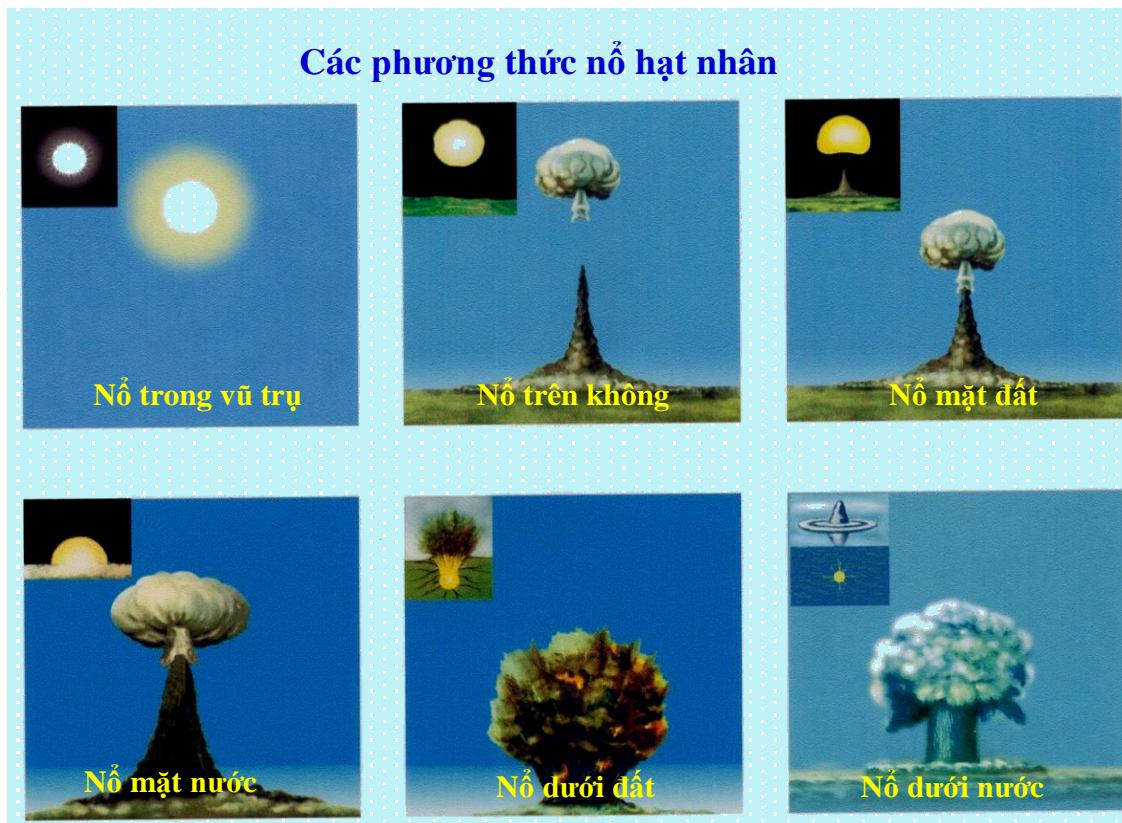 Các phương thức nổ hạt nhân
Nổ trong vũ trụ
Nổ trên không
Nổ mặt đất
Nổ mặt nước
Nổ dưới đất
Nổ dưới nước